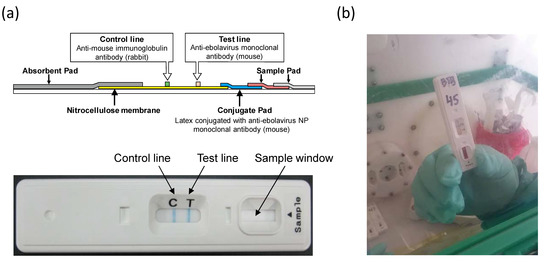 (a)
Control line
Anti-mouse immunoglobulin
antibody (rabbit)
Test line
Anti-ebolavirus monoclonal
antibody (mouse)
Absorbent Pad
Sample Pad
Nitrocellulose membrane
Conjugate Pad
Latex conjugated with anti-ebolavirus NP
monoclonal antibody (mouse)
Control line
Test line
Sample window
C T
Sample
(b)
45